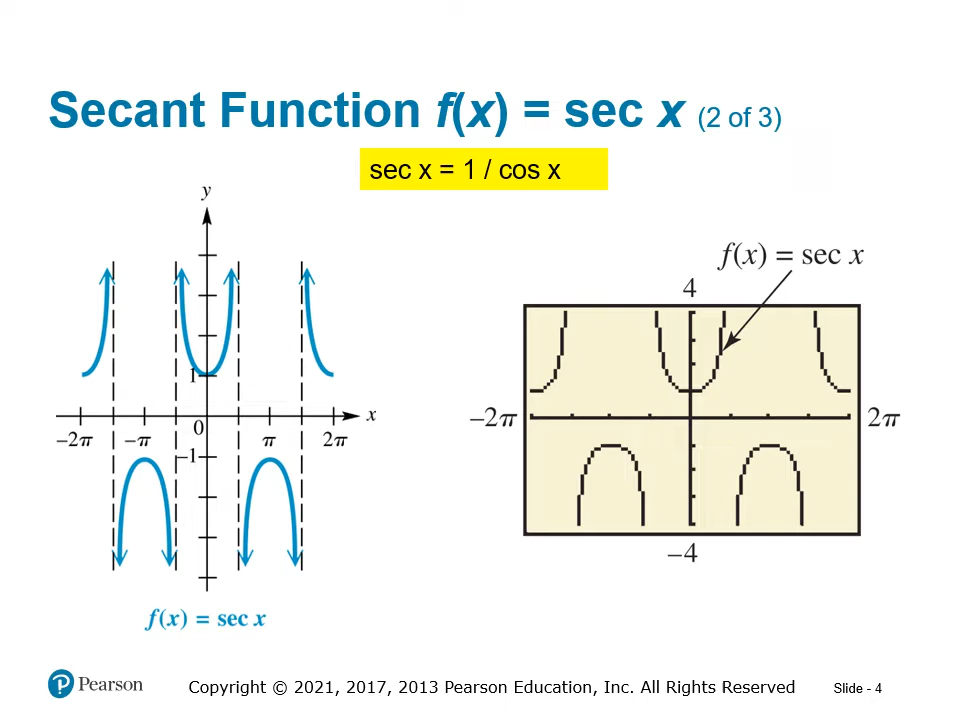 Secant Function f(x) = sec x (2 of 3)
sec x = 1 / cos x
y
1
x
0
−2π −π π 2π
−1
f(x) = sec x
f(x) = sec x
4
−2π 2π
−4
Pearson
Copyright © 2021, 2017, 2013 Pearson Education, Inc. All Rights Reserved
Slide - 4